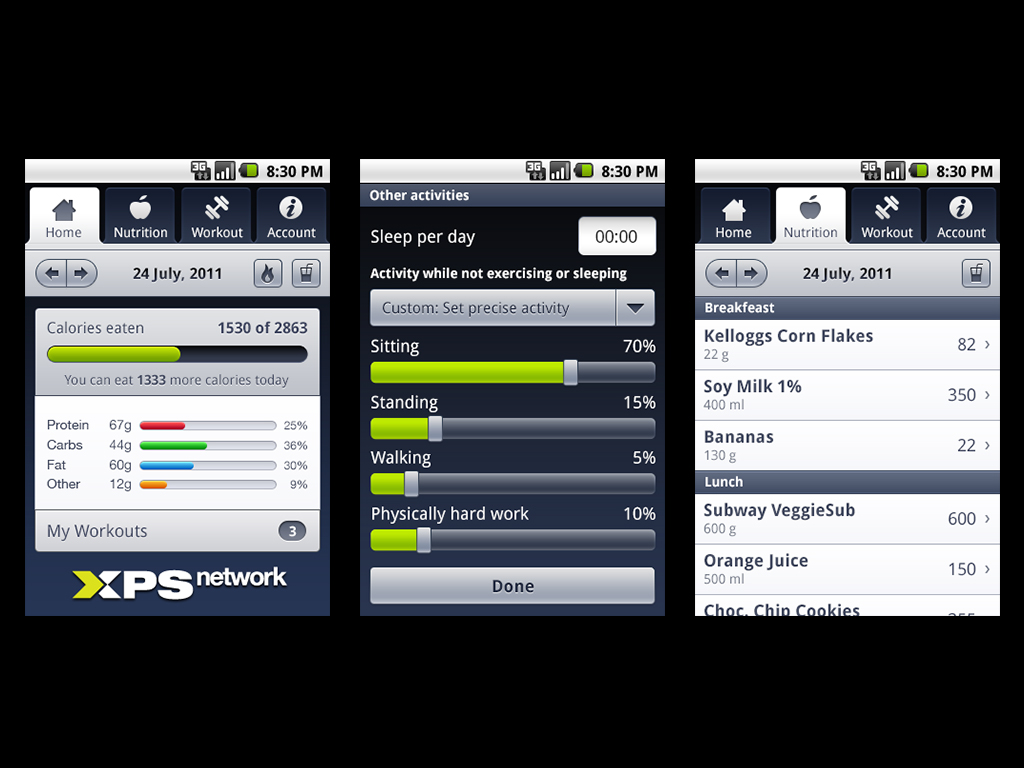 3G 8:30 PM
Home Nutrition Workout Account
24 July, 2011
Calories eaten 1530 of 2863
You can eat 1333 more calories today
Protein 67g 25%
Carbs 44g 36%
Fat 60g 30%
Other 12g 9%
My Workouts 3
XPS network
3G 8:30 PM
Other activities
Sleep per day 00:00
Activity while not exercising or sleeping
Custom: Set precise activity
Sitting 70%
Standing 15%
Walking 5%
Physically hard work 10%
Done
3G 8:30 PM
Home Nutrition Workout Account
24 July, 2011
Breakfeast
Kelloggs Corn Flakes 82
22 g
Soy Milk 1% 350
400 ml
Bananas 22
130 g
Lunch
Subway VeggieSub 600
600 g
Orange Juice 150
500 ml
Choc. Chip Cookies